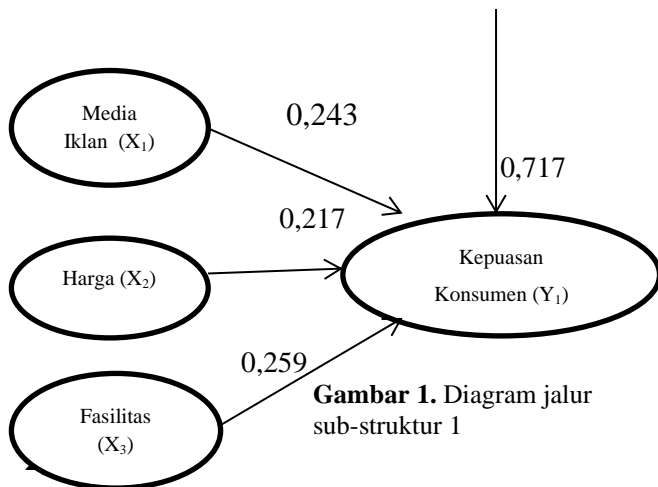 Media
Iklan (X₁)
0,243
0,717
0,217
Harga (X₂)
Kepuasan
Konsumen (Y₁)
0,259
Fasilitas
(X₃)
Gambar 1. Diagram jalur
sub-struktur 1